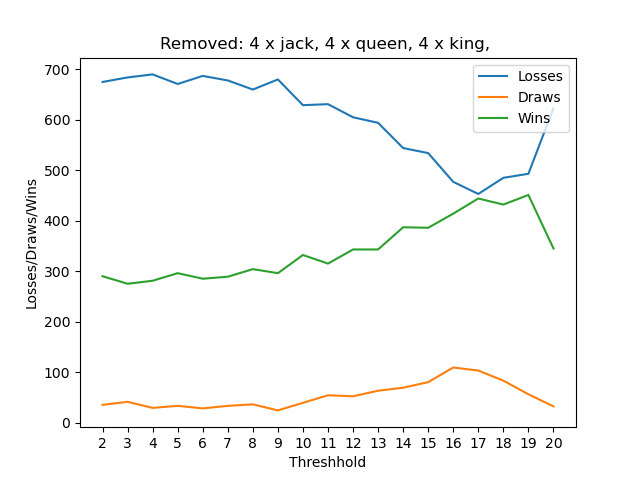 Removed: 4 x jack, 4 x queen, 4 x king,
Losses/Draws/Wins
700
600
500
400
300
200
100
0
Losses
Draws
Wins
2 3 4 5 6 7 8 9 10 11 12 13 14 15 16 17 18 19 20
Threshhold